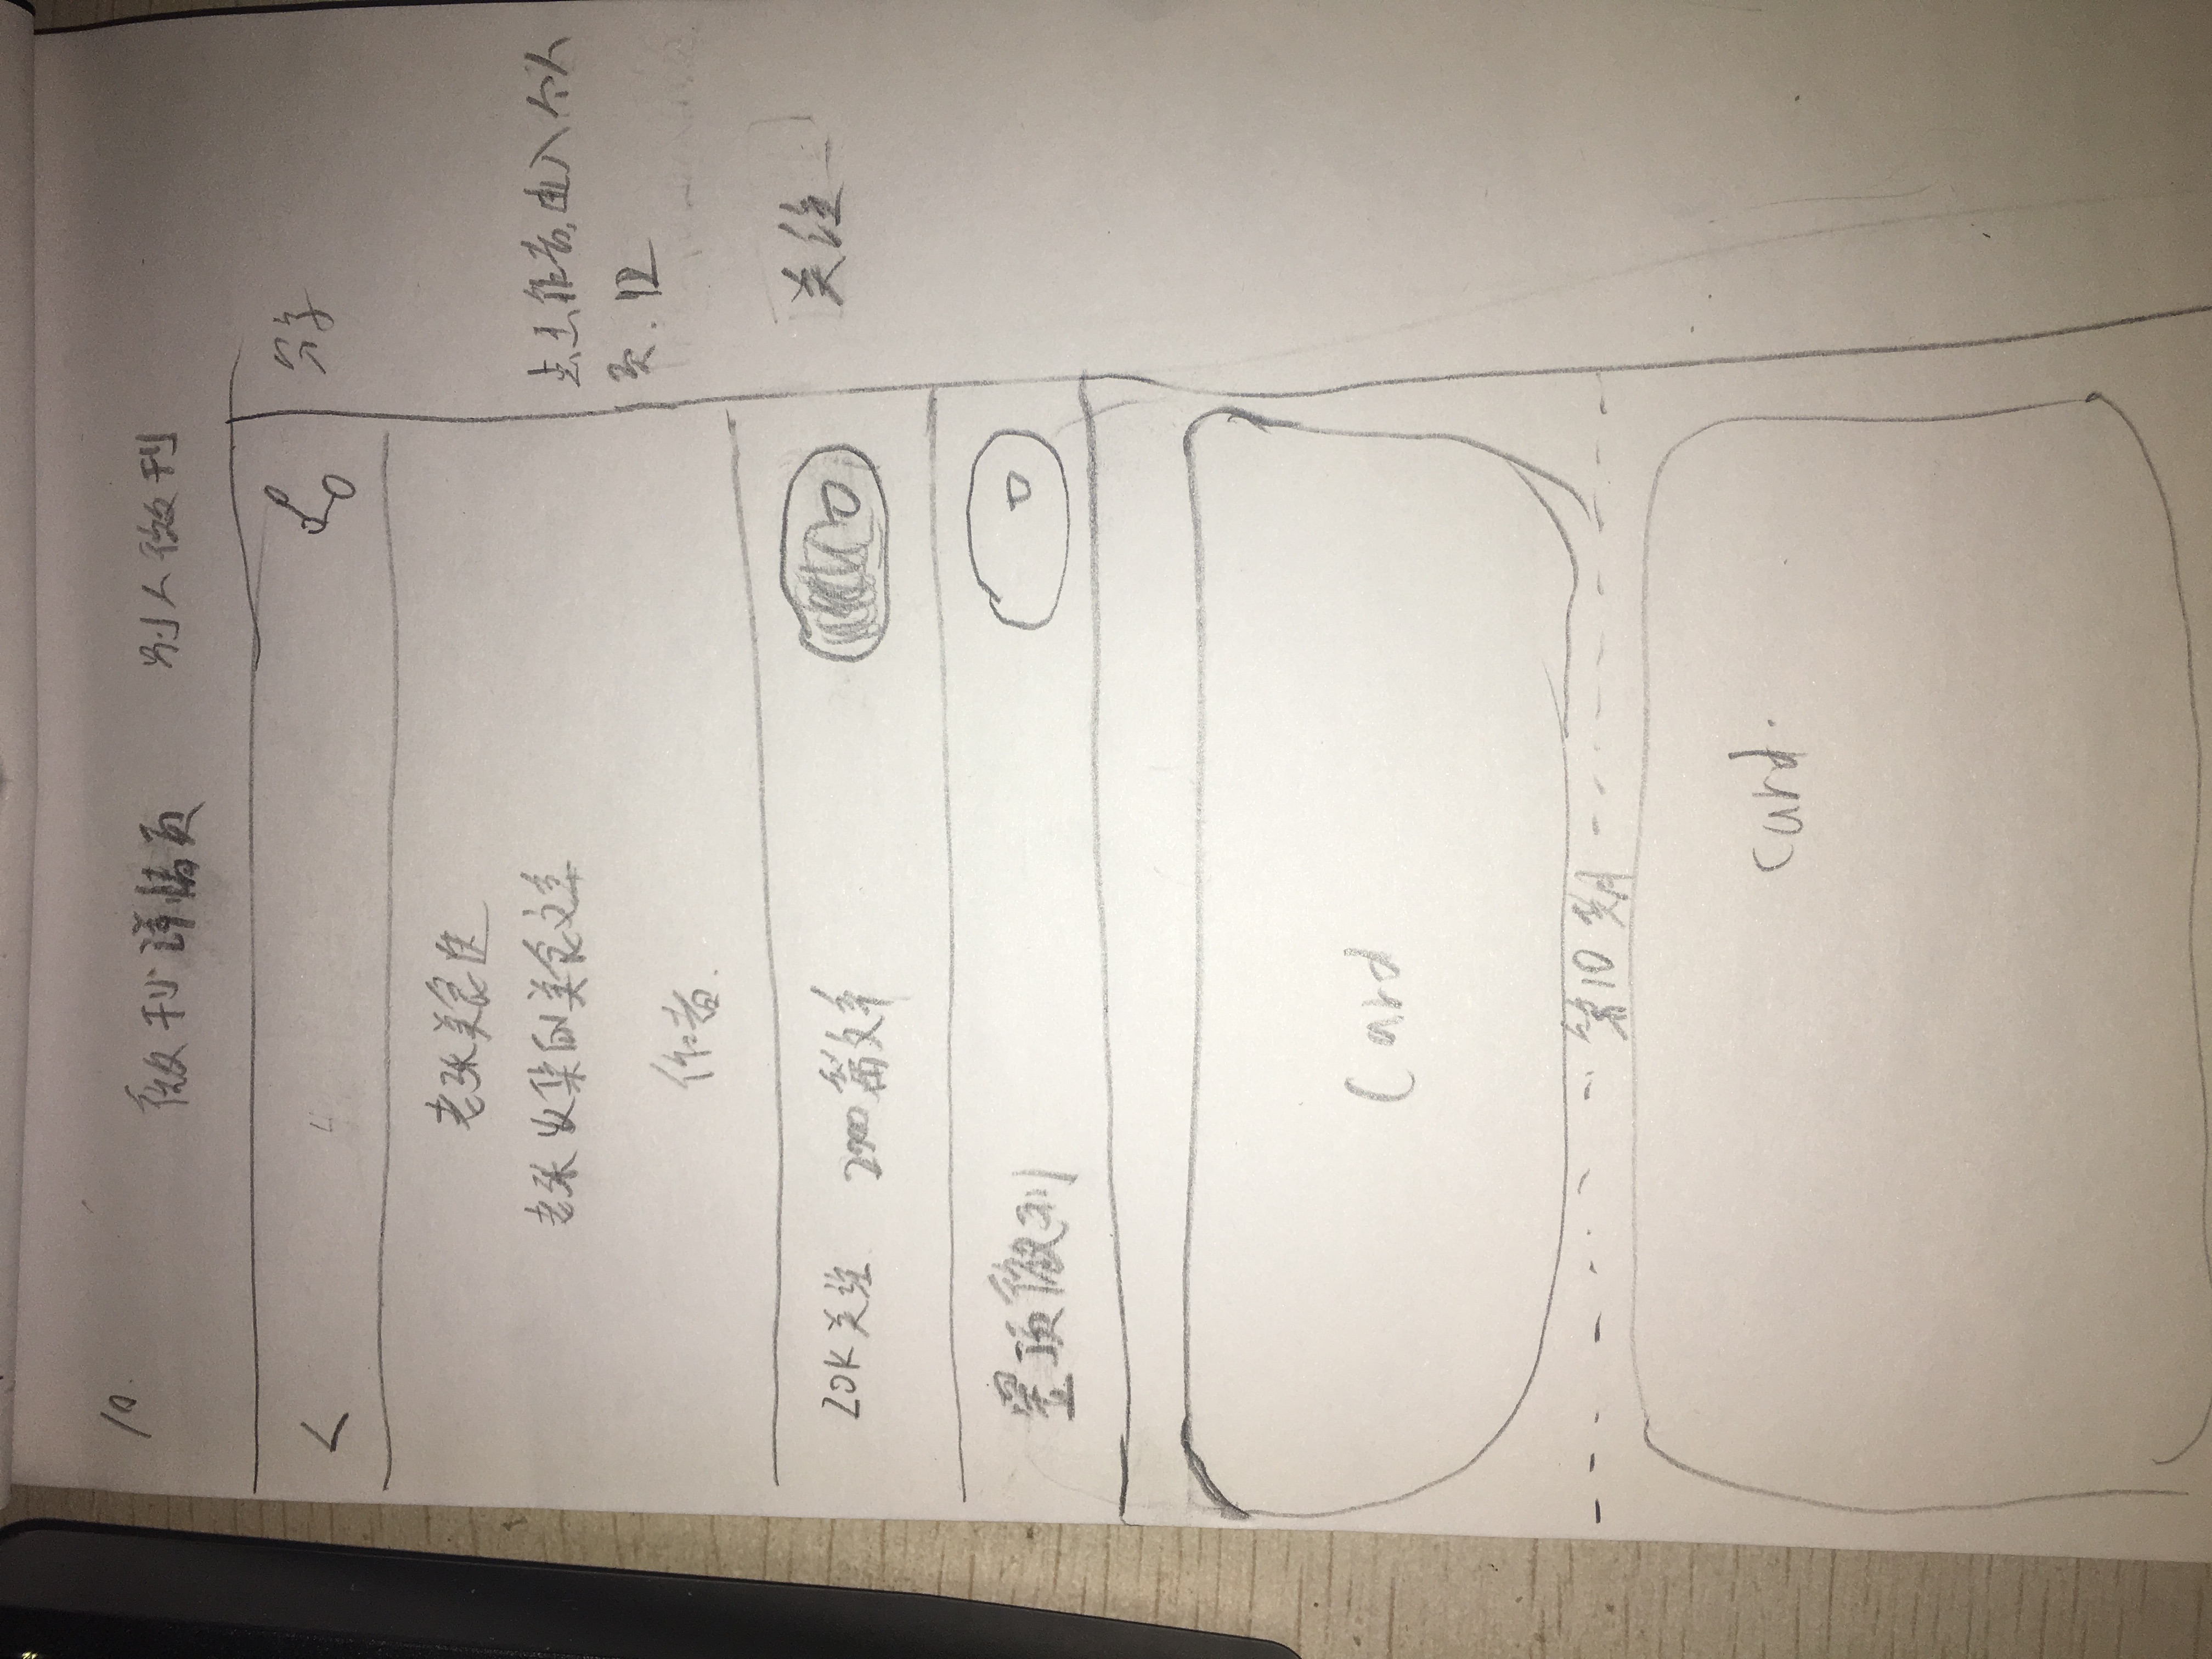 10.
微刊详情页 别人微刊
<
分享
老张美食
老张收集的美食文章
点击作者,进入个人
页.12
作者.
20K关注 2000篇文章
关注
置顶微刊
Card
第10期
Card.